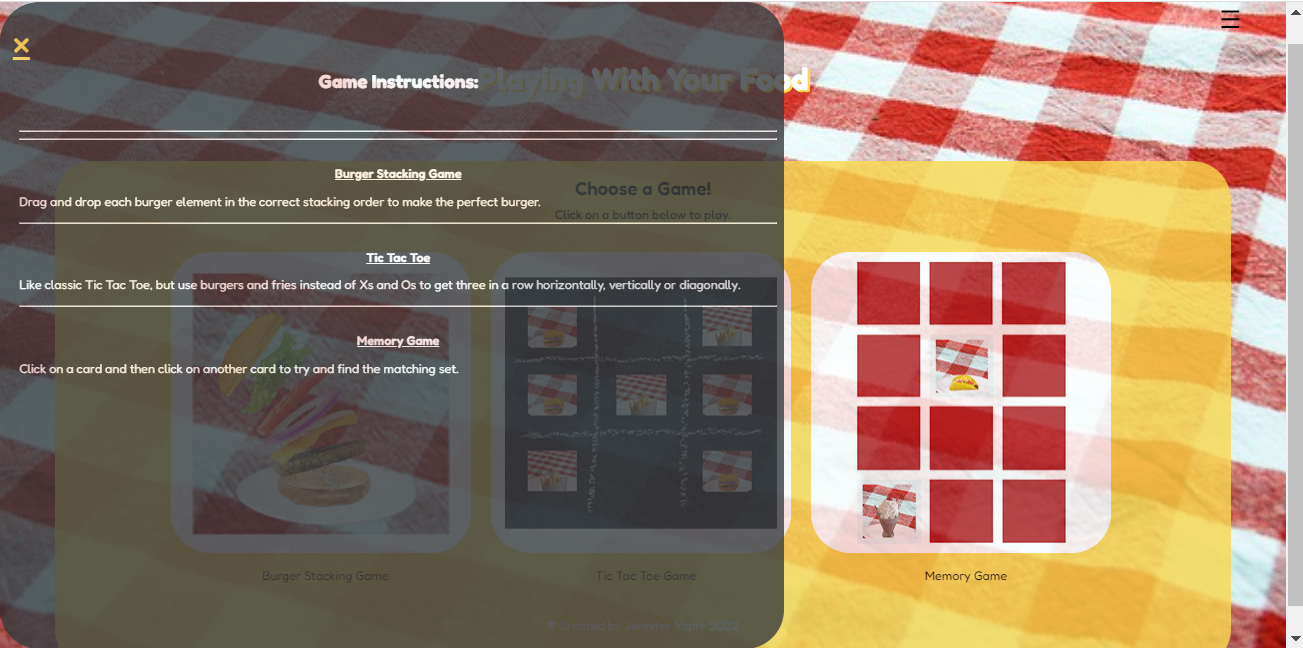 Game Instructions:
Playing With Your Food
Burger Stacking Game
Drag and drop each burger element in the correct stacking order to make the perfect burger.
Choose a Game!
Click on a button below to play.
Tic Tac Toe
Like classic Tic Tac Toe, but use burgers and fries instead of Xs and Os to get three in a row horizontally, vertically or diagonally.
Memory Game
Click on a card and then click on another card to try and find the matching set.
Burger Stacking Game
Tic Tac Toe Game
Memory Game
© Created by Jennifer Yople 2022